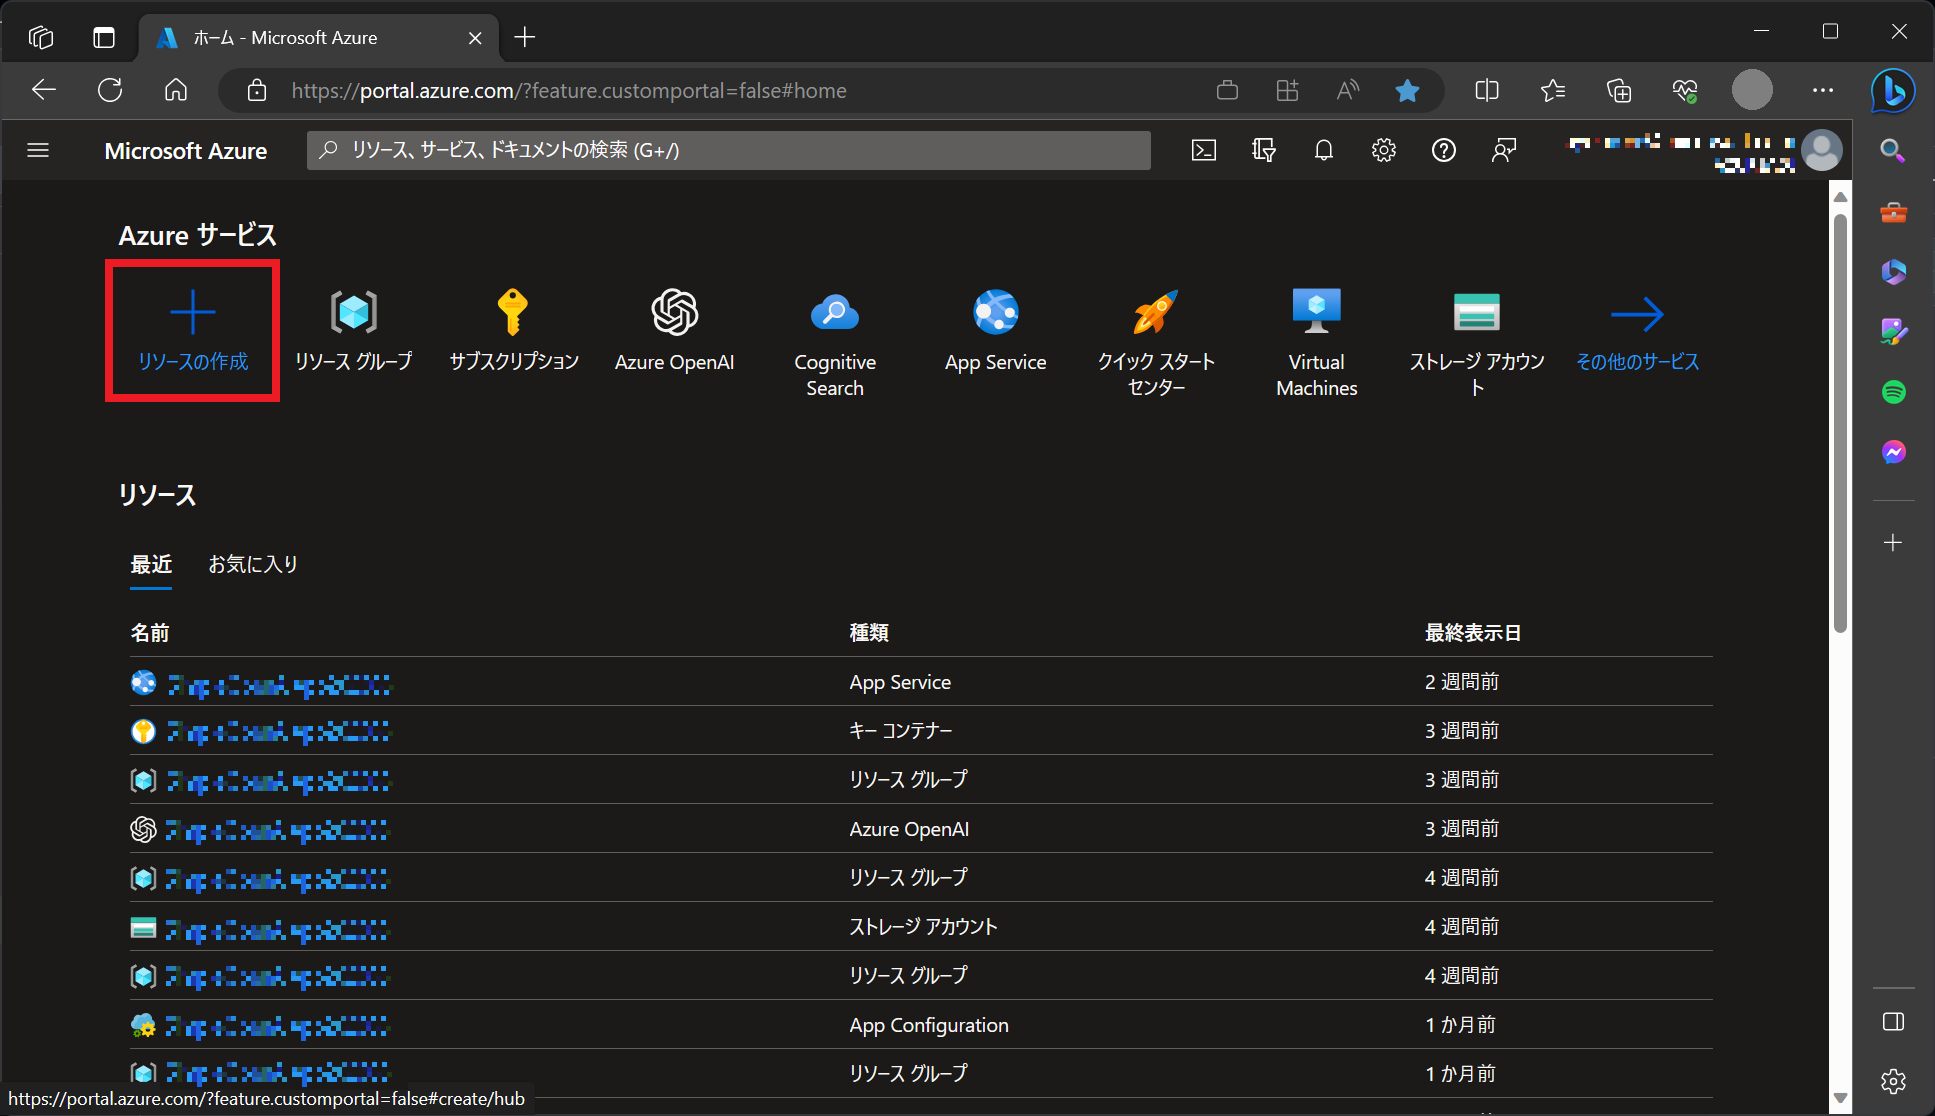 ホーム - Microsoft Azure
https://portal.azure.com/?feature.customportal=false#home
Microsoft Azure
リソース、サービス、ドキュメントの検索 (G+/)
Azure サービス
リソースの作成
リソース グループ
サブスクリプション
Azure OpenAI
Cognitive
Search
App Service
クイック スタート
センター
Virtual
Machines
ストレージ アカウン
ト
その他のサービス
リソース
最近 お気に入り
名前 種類 最終表示日
App Service 2 週間前
キー コンテナー 3 週間前
リソース グループ 3 週間前
Azure OpenAI 3 週間前
リソース グループ 4 週間前
ストレージ アカウント 4 週間前
リソース グループ 4 週間前
App Configuration 1 か月前
リソース グループ 1 か月前
https://portal.azure.com/?feature.customportal=false#create/hub